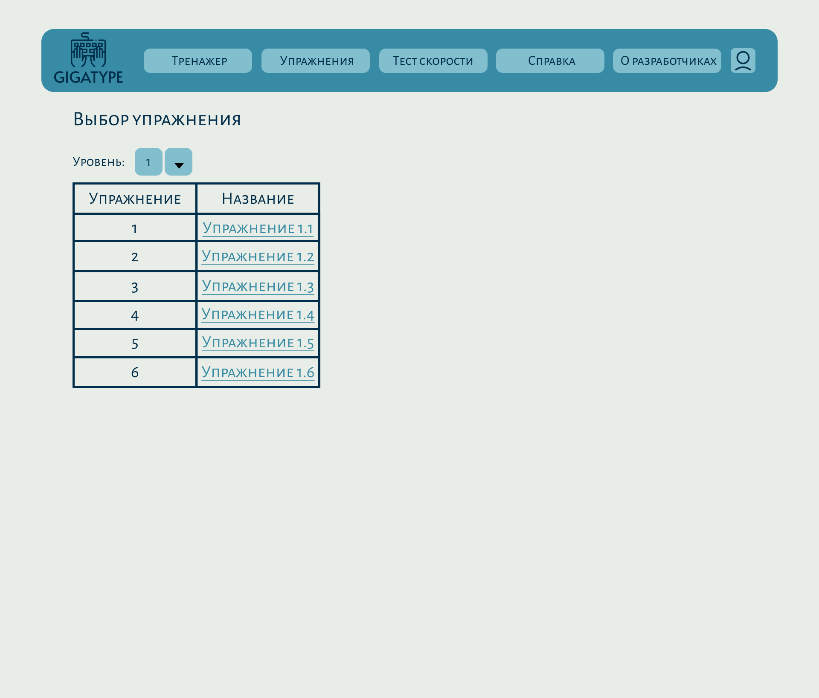 GIGATYPE
Тренажер Упражнения Тест скорости Справка О разработчиках
Выбор упражнения
Уровень: 1
Упражнение Название
1 Упражнение 1.1
2 Упражнение 1.2
3 Упражнение 1.3
4 Упражнение 1.4
5 Упражнение 1.5
6 Упражнение 1.6